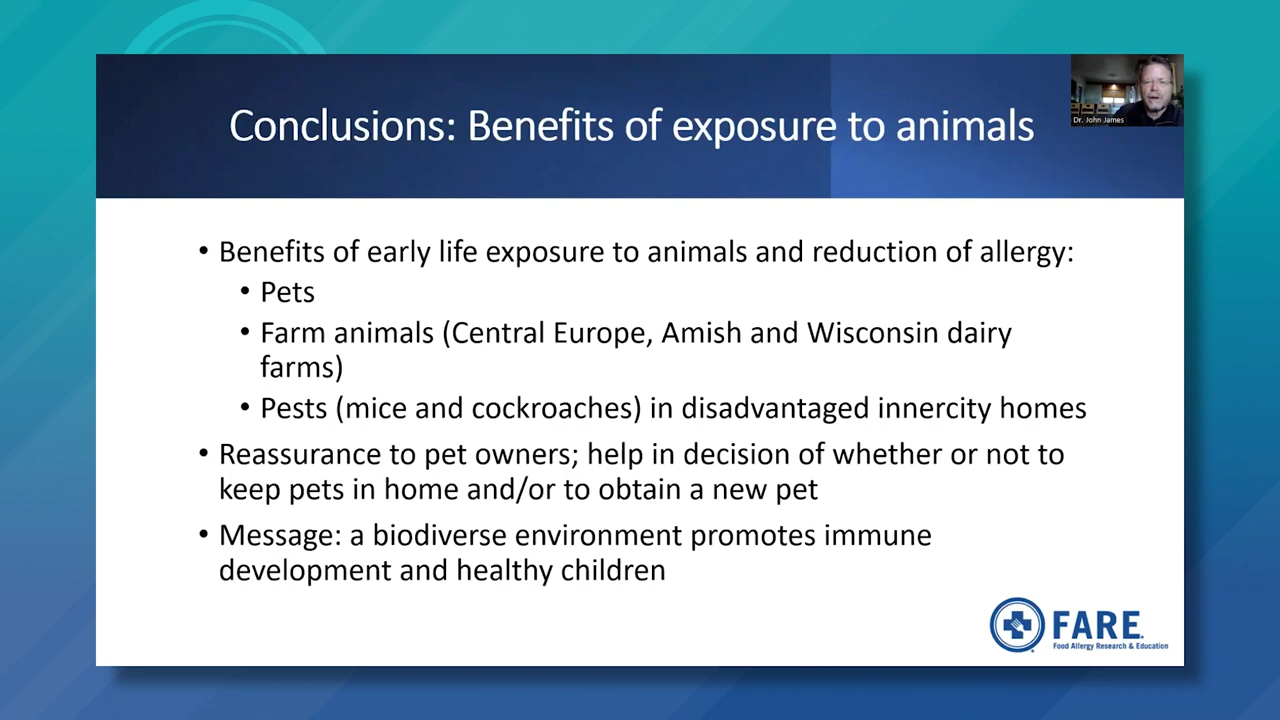 Conclusions: Benefits of exposure to animals
Dr. John James
• Benefits of early life exposure to animals and reduction of allergy:
• Pets
• Farm animals (Central Europe, Amish and Wisconsin dairy
farms)
• Pests (mice and cockroaches) in disadvantaged innercity homes
• Reassurance to pet owners; help in decision of whether or not to
keep pets in home and/or to obtain a new pet
• Message: a biodiverse environment promotes immune
development and healthy children
FARE
Food Allergy Research & Education